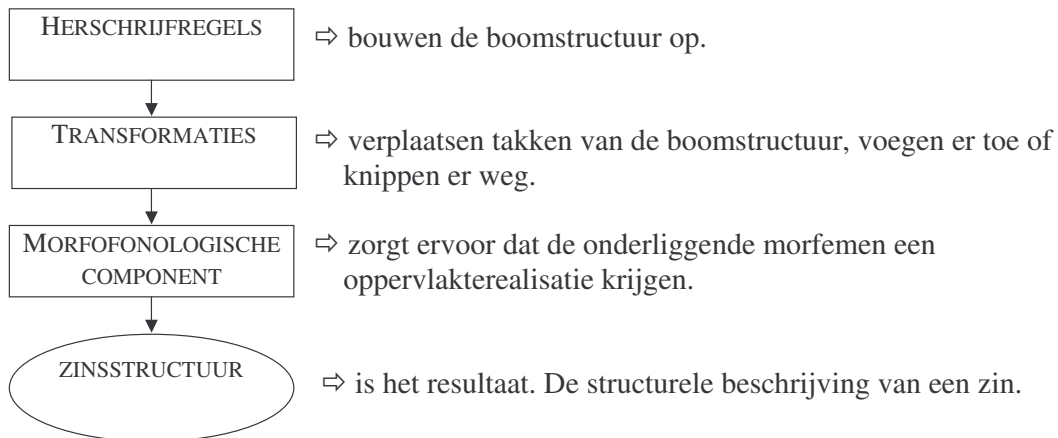 HERSCHRIJFREGELS
⇨ bouwen de boomstructuur op.
TRANSFORMATIES
⇨ verplaatsen takken van de boomstructuur, voegen er toe of
knippen er weg.
MORFOFONOLOGISCHE
COMPONENT
⇨ zorgt ervoor dat de onderliggende morfemen een
oppervlakterealisatie krijgen.
ZINSSTRUCTUUR
⇨ is het resultaat. De structurele beschrijving van een zin.